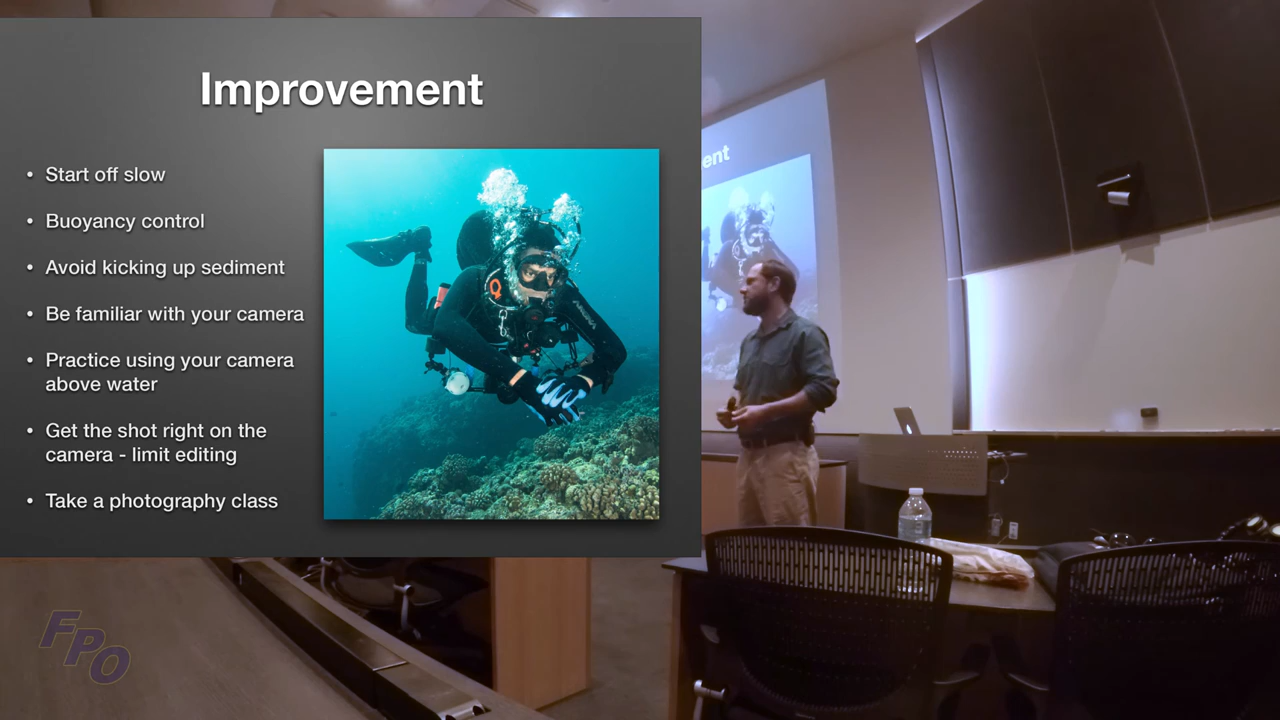 Improvement
• Start off slow
• Buoyancy control
• Avoid kicking up sediment
• Be familiar with your camera
• Practice using your camera
above water
• Get the shot right on the
camera - limit editing
• Take a photography class
ent
FPO